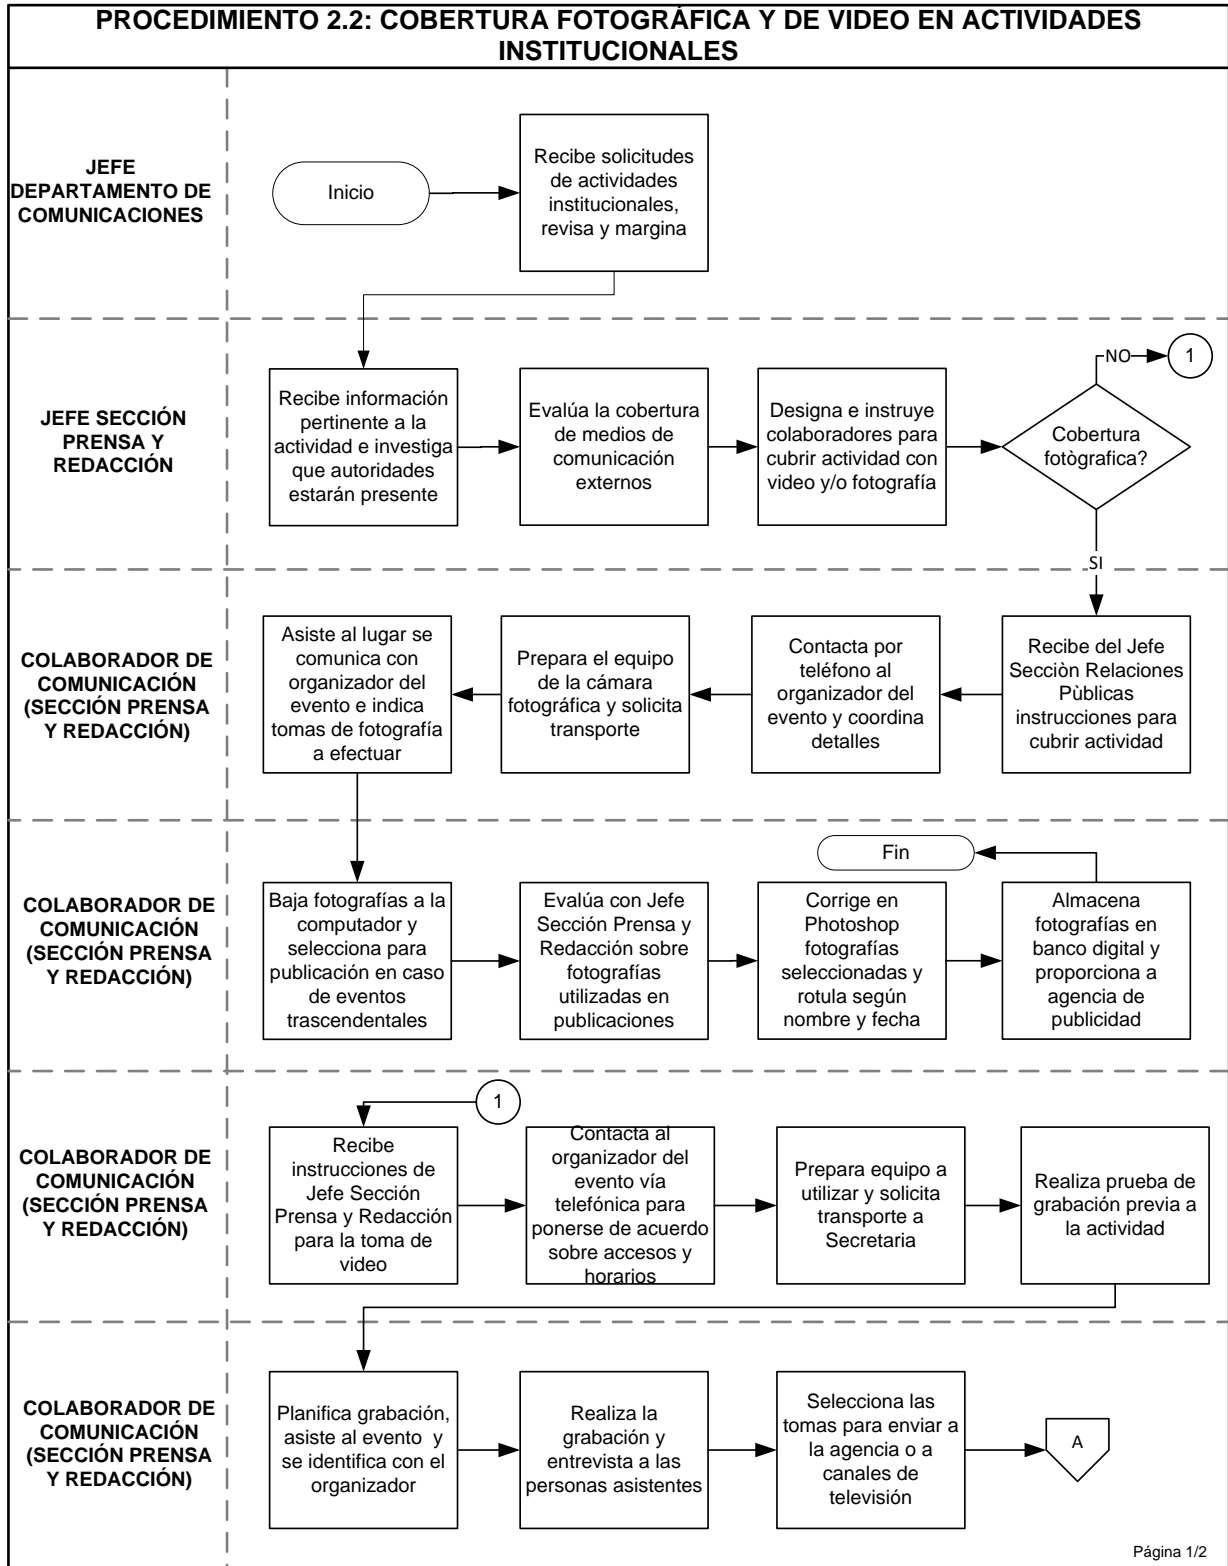 PROCEDIMIENTO 2.2: COBERTURA FOTOGRÁFICA Y DE VIDEO EN ACTIVIDADES
INSTITUCIONALES
JEFE
DEPARTAMENTO DE
COMUNICACIONES
Inicio
Recibe solicitudes
de actividades
institucionales,
revisa y margina
JEFE SECCIÓN
PRENSA Y
REDACCIÓN
Recibe información
pertinente a la
actividad e investiga
que autoridades
estarán presente
Evalúa la cobertura
de medios de
comunicación
externos
Designa e instruye
colaboradores para
cubrir actividad con
video y/o fotografía
Cobertura
fotògrafica?
NO
1
SI
COLABORADOR DE
COMUNICACIÓN
(SECCIÓN PRENSA
Y REDACCIÓN)
Asiste al lugar se
comunica con
organizador del
evento e indica
tomas de fotografía
a efectuar
Prepara el equipo
de la cámara
fotográfica y solicita
transporte
Contacta por
teléfono al
organizador del
evento y coordina
detalles
Recibe del Jefe
Secciòn Relaciones
Pùblicas
instrucciones para
cubrir actividad
COLABORADOR DE
COMUNICACIÓN
(SECCIÓN PRENSA
Y REDACCIÓN)
Baja fotografías a la
computador y
selecciona para
publicación en caso
de eventos
trascendentales
Evalúa con Jefe
Sección Prensa y
Redacción sobre
fotografías
utilizadas en
publicaciones
Corrige en
Photoshop
fotografías
seleccionadas y
rotula según
nombre y fecha
Almacena
fotografías en
banco digital y
proporciona a
agencia de
publicidad
Fin
COLABORADOR DE
COMUNICACIÓN
(SECCIÓN PRENSA
Y REDACCIÓN)
1
Recibe
instrucciones de
Jefe Sección
Prensa y Redacción
para la toma de
video
Contacta al
organizador del
evento vía
telefónica para
ponerse de acuerdo
sobre accesos y
horarios
Prepara equipo a
utilizar y solicita
transporte a
Secretaria
Realiza prueba de
grabación previa a
la actividad
COLABORADOR DE
COMUNICACIÓN
(SECCIÓN PRENSA
Y REDACCIÓN)
Planifica grabación,
asiste al evento y
se identifica con el
organizador
Realiza la
grabación y
entrevista a las
personas asistentes
Selecciona las
tomas para enviar a
la agencia o a
canales de
televisión
A
Página 1/2